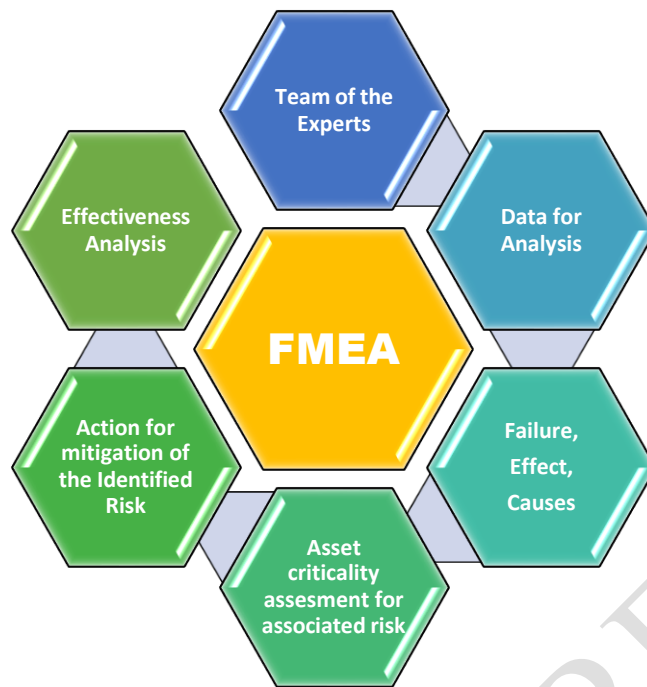 Team of the
Experts
Effectiveness
Analysis
Data for
Analysis
FMEA
Action for
mitigation of
the Identified
Risk
Failure,
Effect,
Causes
Asset
criticality
assesment for
associated risk